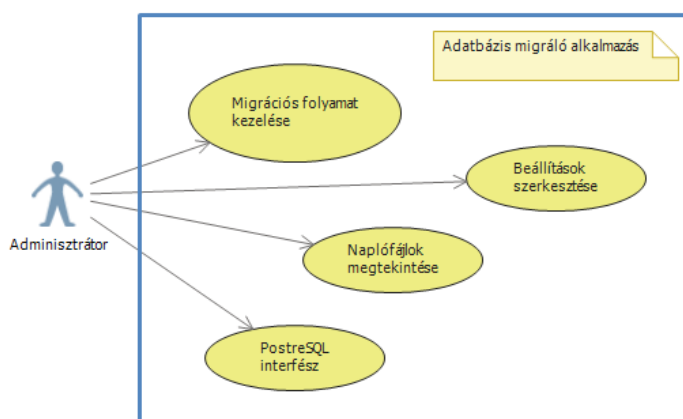 Adatbázis migráló alkalmazás
Migrációs folyamat
kezelése
Beállítások
szerkesztése
Adminisztrátor
Naplófájlok
megtekintése
PostreSQL
interfész